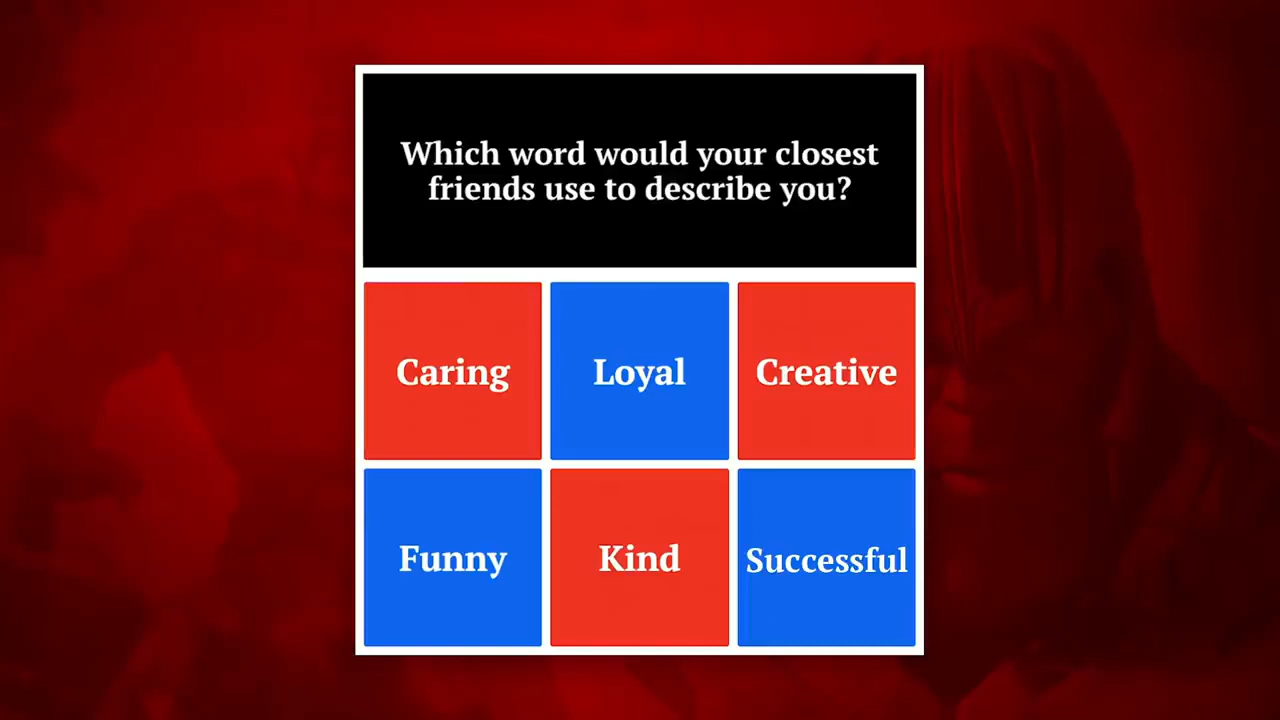 Which word would your closest
friends use to describe you?
Caring
Loyal
Creative
Funny
Kind
Successful